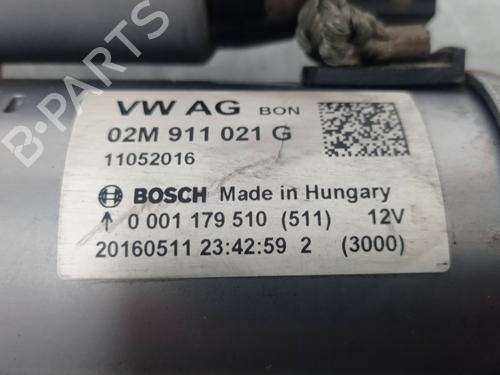 VW AG BON
02M 911 021 G
11052016
BOSCH Made in Hungary
↑ 0 001 179 510 (511) 12V
20160511 23:42:59 2 (3000)
B-PARTS